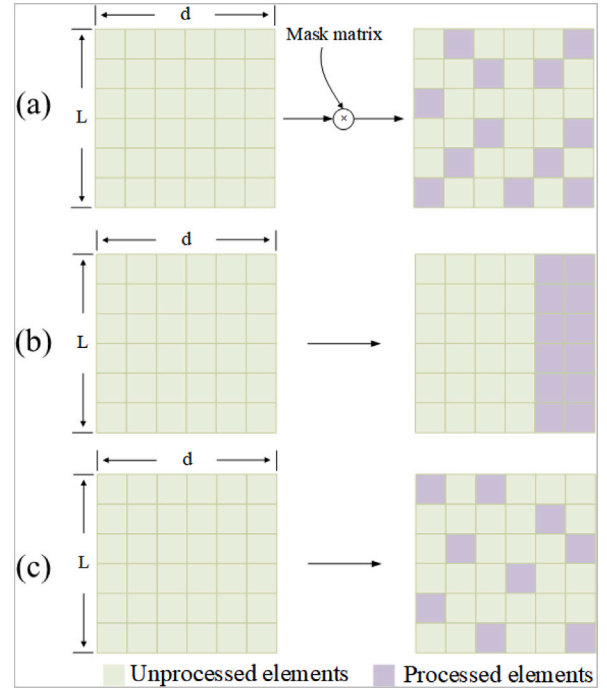 d
Mask matrix
(a)
L
×
d
(b)
L
d
(c)
L
Unprocessed elements
Processed elements